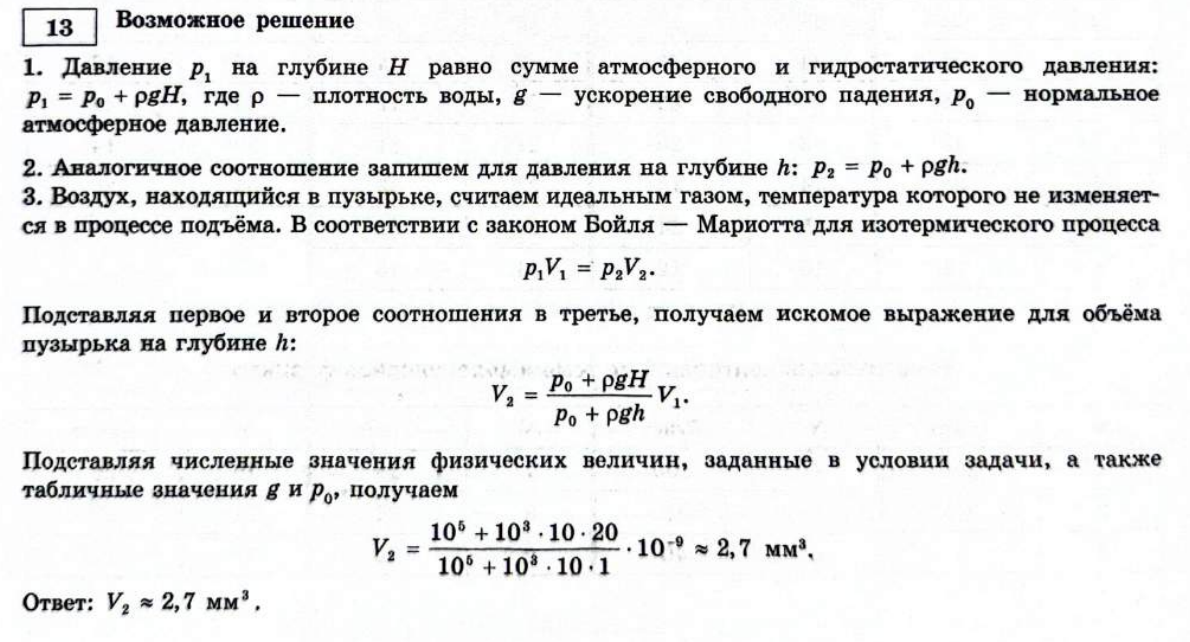 13 Возможное решение
1. Давление p₁ на глубине H равно сумме атмосферного и гидростатического давления:
p₁ = p₀ + ρgH, где ρ — плотность воды, g — ускорение свободного падения, p₀ — нормальное
атмосферное давление.
2. Аналогичное соотношение запишем для давления на глубине h: p₂ = p₀ + ρgh.
3. Воздух, находящийся в пузырьке, считаем идеальным газом, температура которого не изменяет-
ся в процессе подъёма. В соответствии с законом Бойля — Мариотта для изотермического процесса
p₁V₁ = p₂V₂.
Подставляя первое и второе соотношения в третье, получаем искомое выражение для объёма
пузырька на глубине h:
V₂ = (p₀ + ρgH)/(p₀ + ρgh) V₁.
Подставляя численные значения физических величин, заданные в условии задачи, а также
табличные значения g и p₀, получаем
V₂ = (10⁵ + 10³ · 10 · 20)/(10⁵ + 10³ · 10 · 1) · 10⁻⁹ ≈ 2,7 мм³.
Ответ: V₂ ≈ 2,7 мм³.